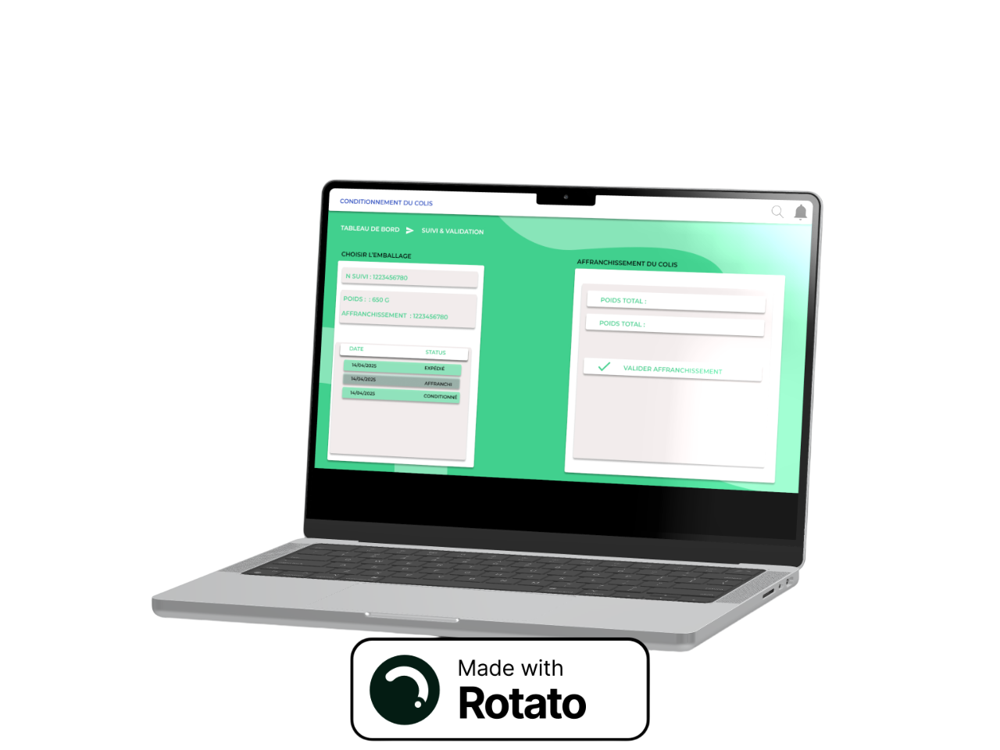 CONDITIONNEMENT DU COLIS
TABLEAU DE BORD
SUIVI & VALIDATION
CHOISIR L'EMBALLAGE
N SUIVI : 1223456780
POIDS : : 650 G
AFFRANCHISSEMENT : 1223456780
DATE STATUS
14/04/2025 EXPÉDIÉ
14/04/2025 AFFRANCHI
14/04/2025 CONDITIONNÉ
AFFRANCHISSEMENT DU COLIS
POIDS TOTAL :
POIDS TOTAL :
VALIDER AFFRANCHISSEMENT
Made with
Rotato